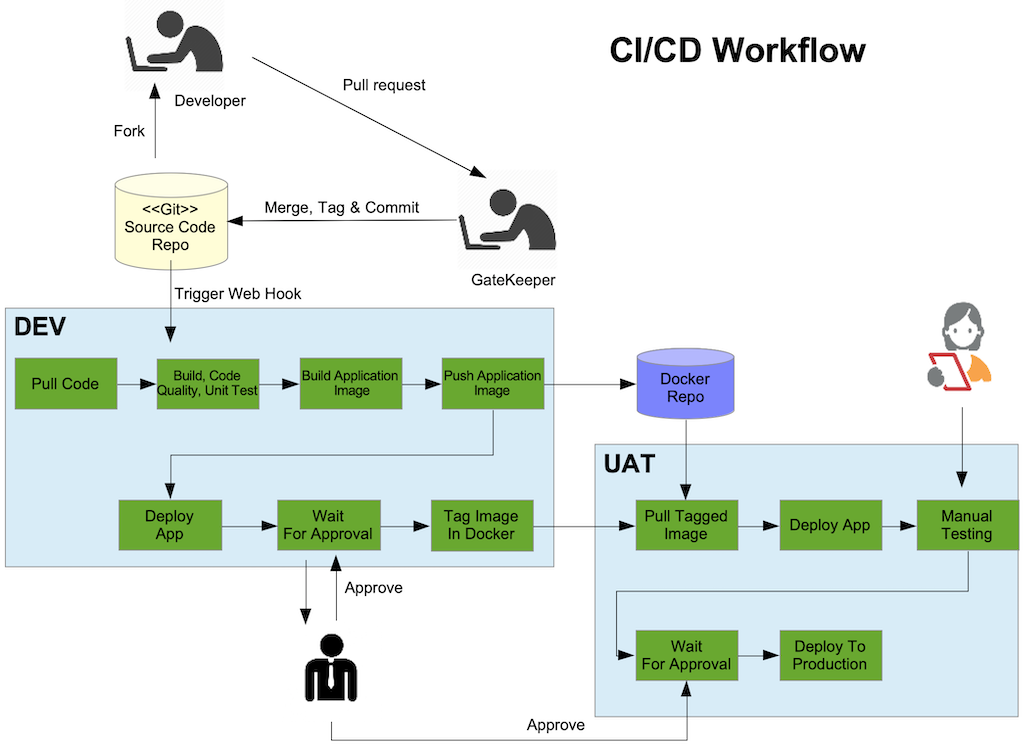 CI/CD Workflow
Developer
Pull request
Fork
<<Git>>
Source Code
Repo
Merge, Tag & Commit
GateKeeper
Trigger Web Hook
DEV
Pull Code
Build, Code
Quality, Unit Test
Build Application
Image
Push Application
Image
Docker
Repo
Deploy
App
Wait
For Approval
Tag Image
In Docker
UAT
Pull Tagged
Image
Deploy App
Manual
Testing
Approve
Wait
For Approval
Deploy To
Production
Approve